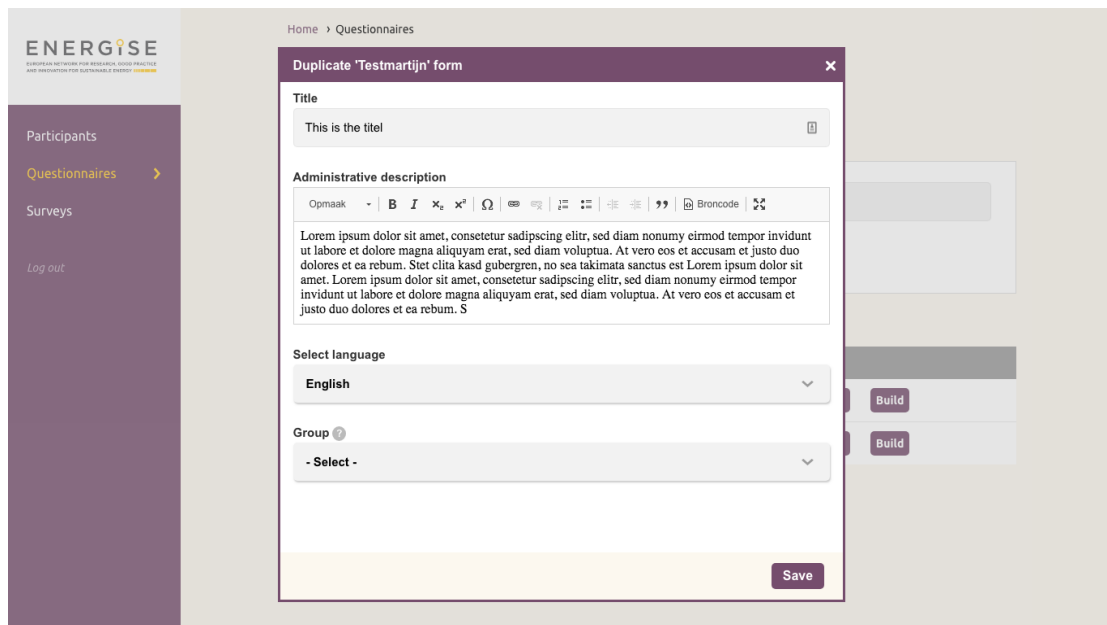 ENERGISE
EUROPEAN NETWORK FOR RESEARCH, GOOD PRACTICE
AND INNOVATION FOR SUSTAINABLE ENERGY
Participants
Questionnaires
Surveys
Log out
Home › Questionnaires
Duplicate 'Testmartijn' form
Title
This is the titel
Administrative description
Opmaak B I x₂ x² Ω Broncode
Lorem ipsum dolor sit amet, consetetur sadipscing elitr, sed diam nonumy eirmod tempor invidunt
ut labore et dolore magna aliquyam erat, sed diam voluptua. At vero eos et accusam et justo duo
dolores et ea rebum. Stet clita kasd gubergren, no sea takimata sanctus est Lorem ipsum dolor sit
amet. Lorem ipsum dolor sit amet, consetetur sadipscing elitr, sed diam nonumy eirmod tempor
invidunt ut labore et dolore magna aliquyam erat, sed diam voluptua. At vero eos et accusam et
justo duo dolores et ea rebum. S
Select language
English
Group ?
- Select -
Save
Build
Build